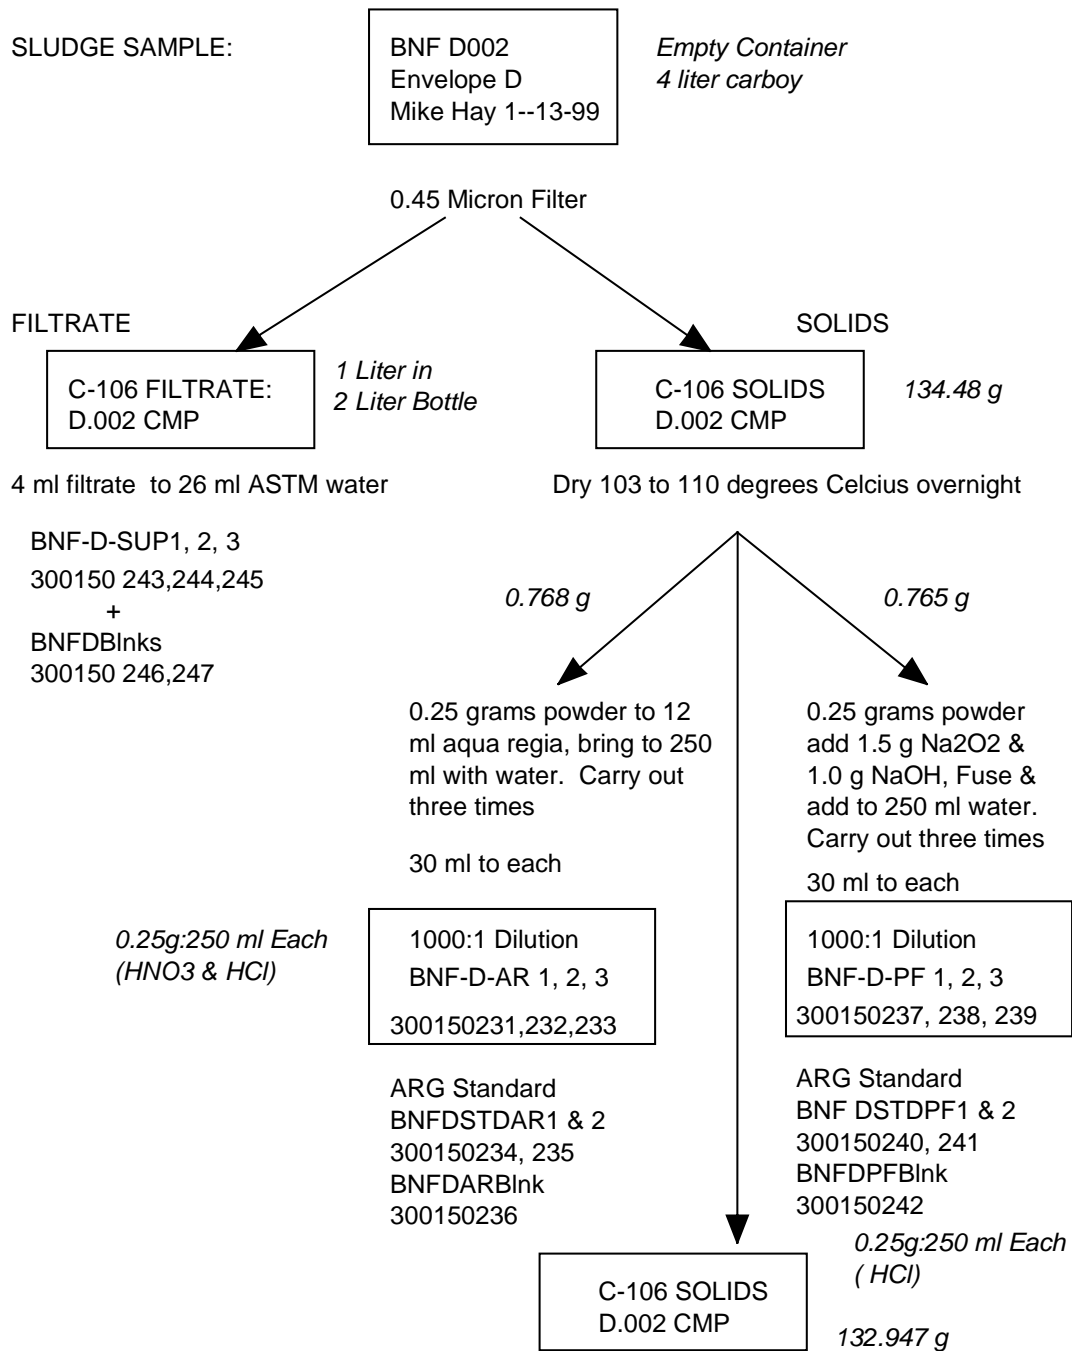 SLUDGE SAMPLE:
BNF D002
Envelope D
Mike Hay 1--13-99
Empty Container
4 liter carboy
0.45 Micron Filter
FILTRATE
SOLIDS
C-106 FILTRATE:
D.002 CMP
1 Liter in
2 Liter Bottle
C-106 SOLIDS
D.002 CMP
134.48 g
4 ml filtrate  to 26 ml ASTM water
BNF-D-SUP1, 2, 3
300150 243,244,245
+
BNFDBlnks
300150 246,247
Dry 103 to 110 degrees Celcius overnight
0.768 g
0.765 g
0.25 grams powder to 12
ml aqua regia, bring to 250
ml with water.  Carry out
three times
30 ml to each
0.25g:250 ml Each
(HNO3 & HCl)
1000:1 Dilution
BNF-D-AR 1, 2, 3
300150231,232,233
ARG Standard
BNFDSTDAR1 & 2
300150234, 235
BNFDARBlnk
300150236
0.25 grams powder
add 1.5 g Na2O2 &
1.0 g NaOH, Fuse &
add to 250 ml water.
Carry out three times
30 ml to each
1000:1 Dilution
BNF-D-PF 1, 2, 3
300150237, 238, 239
ARG Standard
BNF DSTDPF1 & 2
300150240, 241
BNFDPFBlnk
300150242
0.25g:250 ml Each
( HCl)
C-106 SOLIDS
D.002 CMP
132.947 g